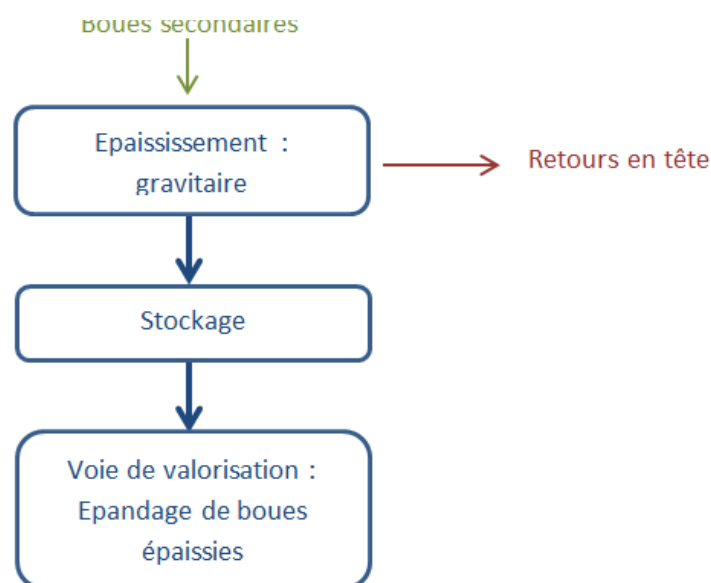 Boues secondaires
Epaississement :
gravitaire
Retours en tête
Stockage
Voie de valorisation :
Epandage de boues
épaissies